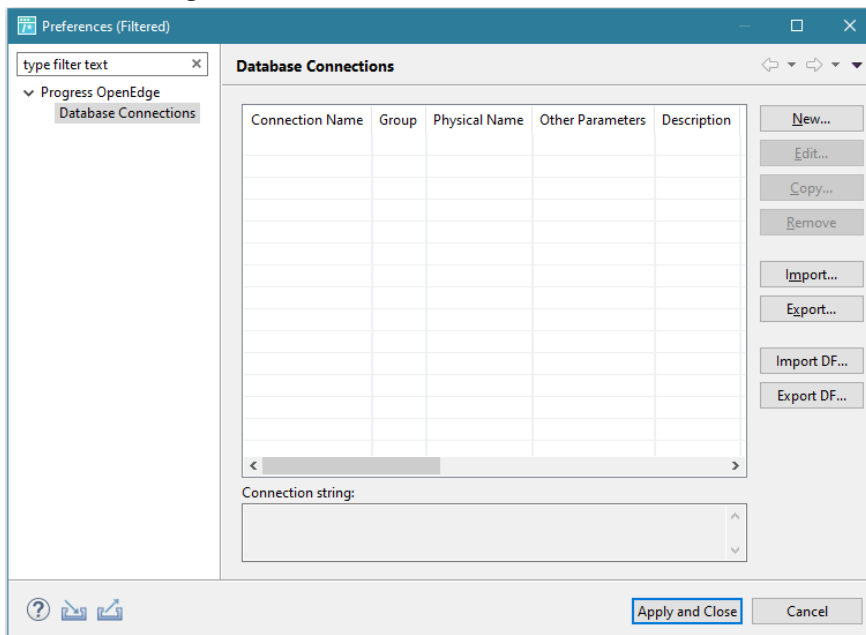 Preferences (Filtered)
type filter text
Progress OpenEdge
Database Connections
Database Connections
Connection Name Group Physical Name Other Parameters Description
New...
Edit...
Copy...
Remove
Import...
Export...
Import DF...
Export DF...
Connection string:
Apply and Close Cancel